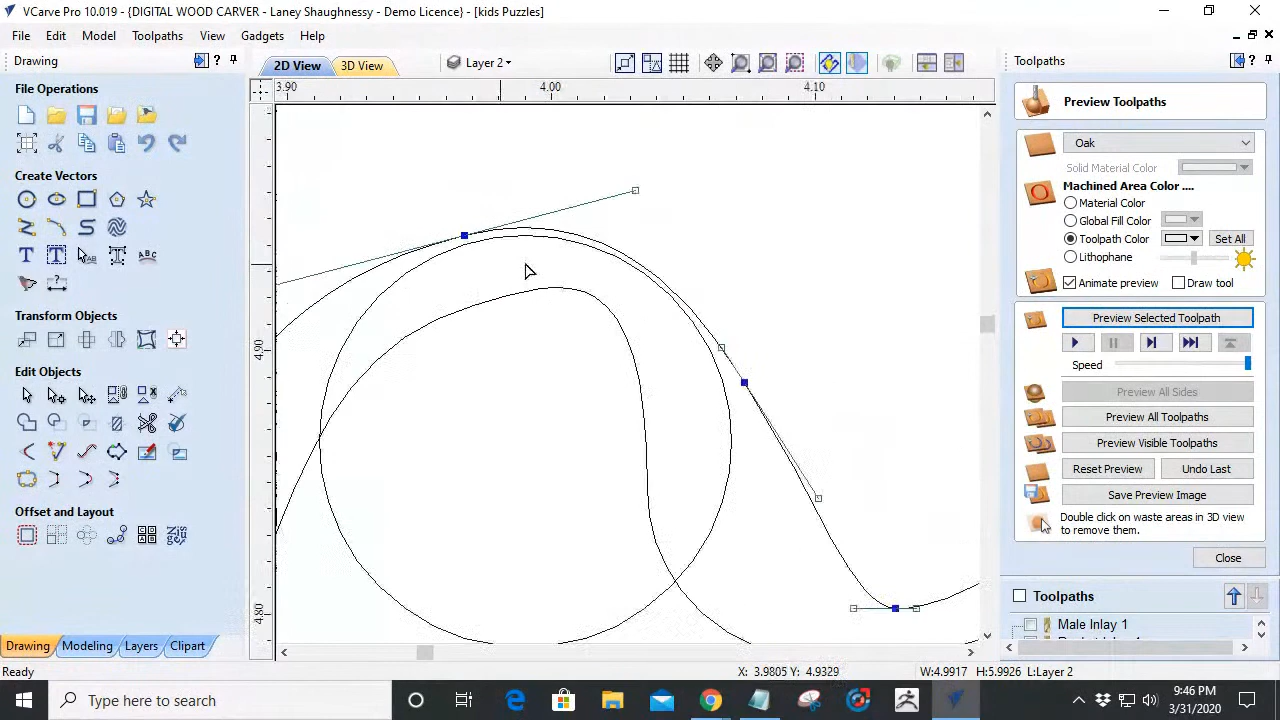 VCarve Pro 10.019 - {DIGITAL WOOD CARVER - Laney Shaughnessy - Demo Licence} - [kids Puzzles]
File Edit Model Toolpaths View Gadgets Help
Drawing ?
2D View 3D View Layer 2
Toolpaths ?
File Operations
3.90 4.00 4.10
Preview Toolpaths
Oak
Solid Material Color
Create Vectors
Machined Area Color ....
Material Color
Global Fill Color
Toolpath Color Set All
Lithophane
Animate preview Draw tool
Transform Objects
Preview Selected Toolpath
4.90
Speed
Edit Objects
Preview All Sides
Preview All Toolpaths
Preview Visible Toolpaths
Reset Preview Undo Last
Save Preview Image
Offset and Layout
Double click on waste areas in 3D view
to remove them.
Close
4.80
Toolpaths
Male Inlay 1
Drawing Modeling Layers Clipart
Ready X: 3.9805 Y: 4.9329 W:4.9917 H:5.9926 L:Layer 2
Type here to search
9:46 PM
3/31/2020